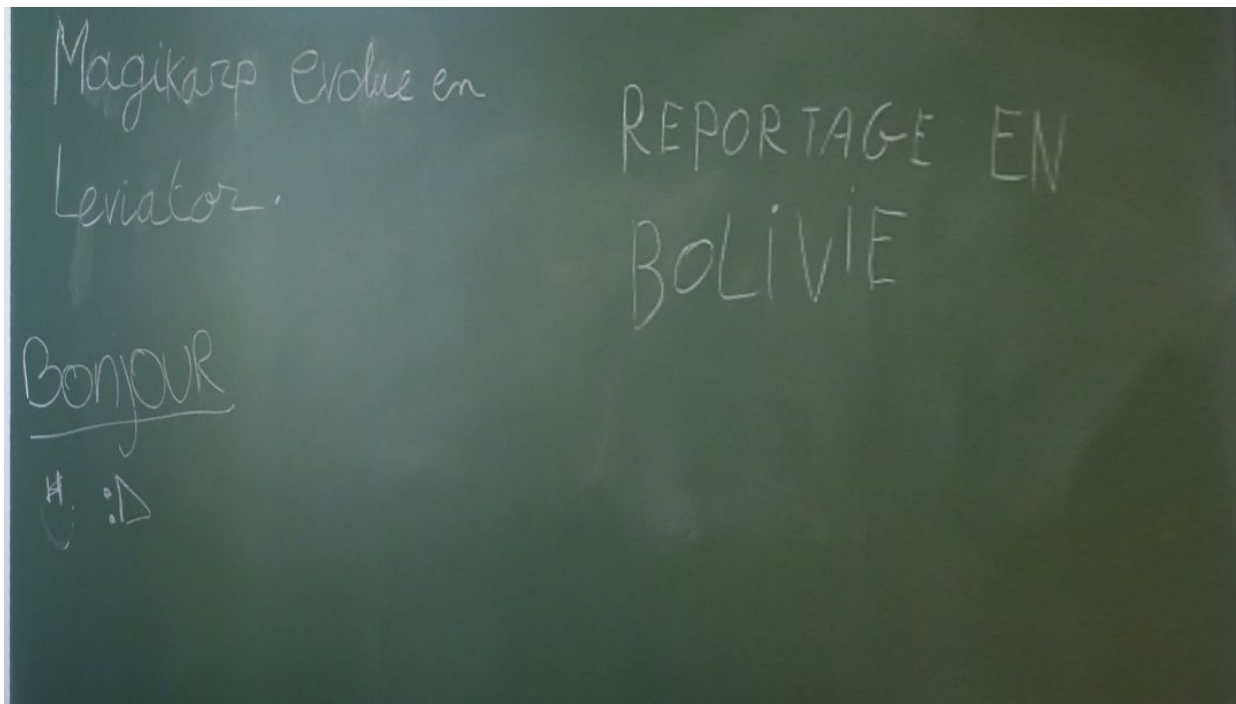 Magikarp evolue en
Leviator.
BonjOUR
:D
REPORTAGE EN
BOLiViE